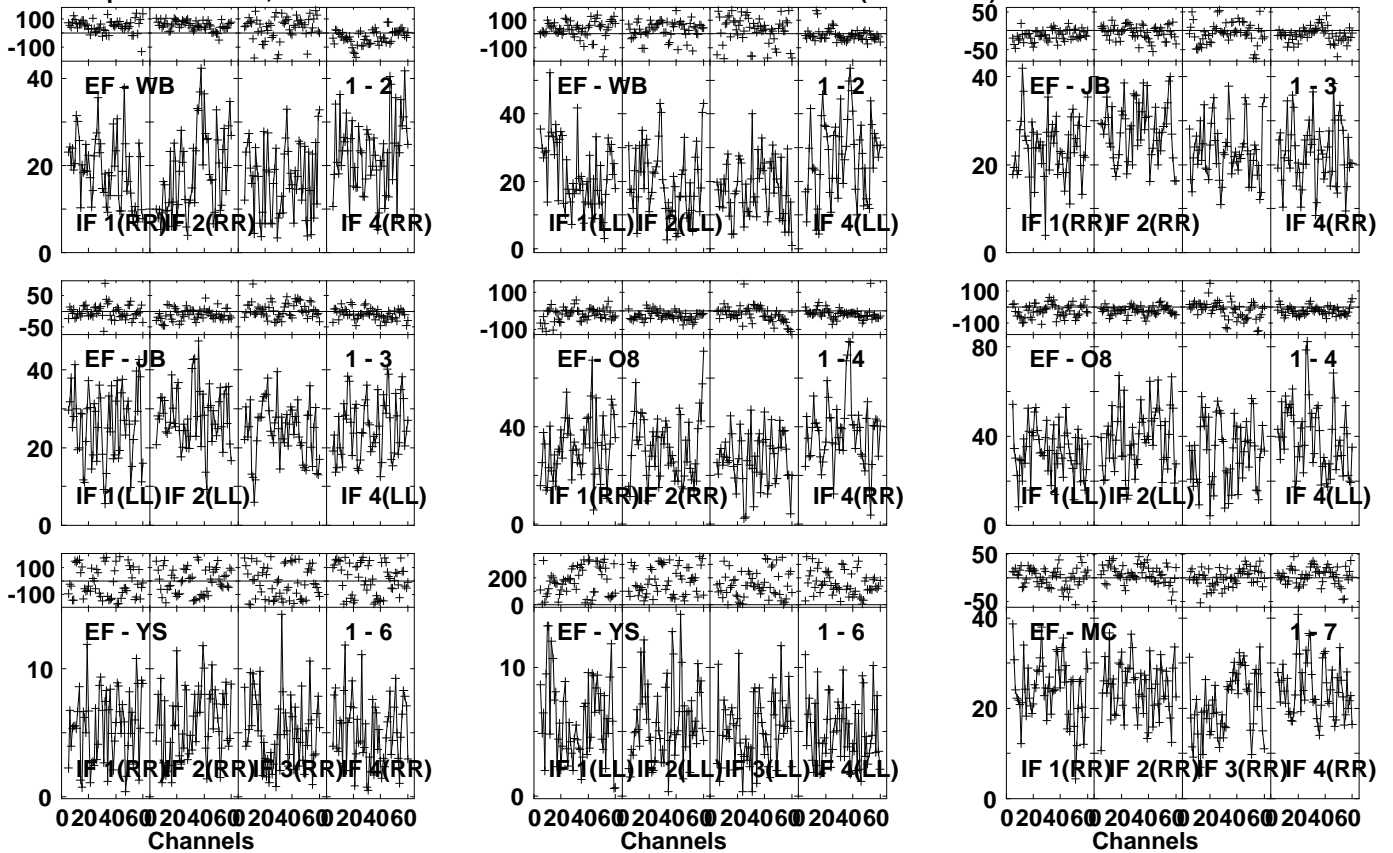 100
-100
40
20
0
EF - WB
1 - 2
IF 1(RR)
IF 2(RR)
IF 4(RR)
100
-100
40
20
0
EF - WB
1 - 2
IF 1(LL)
IF 2(LL)
IF 4(LL)
50
-50
40
20
0
EF - JB
1 - 3
IF 1(RR)
IF 2(RR)
IF 4(RR)
50
-50
40
20
0
EF - JB
1 - 3
IF 1(LL)
IF 2(LL)
IF 4(LL)
100
-100
40
0
EF - O8
1 - 4
IF 1(RR)
IF 2(RR)
IF 4(RR)
100
-100
80
40
0
EF - O8
1 - 4
IF 1(LL)
IF 2(LL)
IF 4(LL)
100
-100
10
0
EF - YS
1 - 6
IF 1(RR)
IF 2(RR)
IF 3(RR)
IF 4(RR)
0 20 40 60 0 20 40 60 0 20 40 60 0 20 40 60
Channels
200
0
10
0
EF - YS
1 - 6
IF 1(LL)
IF 2(LL)
IF 3(LL)
IF 4(LL)
0 20 40 60 0 20 40 60 0 20 40 60 0 20 40 60
Channels
50
-50
40
20
0
EF - MC
1 - 7
IF 1(RR)
IF 2(RR)
IF 3(RR)
IF 4(RR)
0 20 40 60 0 20 40 60 0 20 40 60 0 20 40 60
Channels